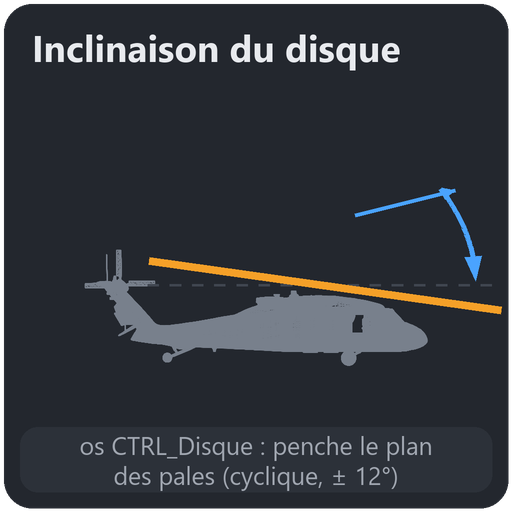 Inclinaison du disque
os CTRL_Disque : penche le plan
des pales (cyclique, ± 12°)